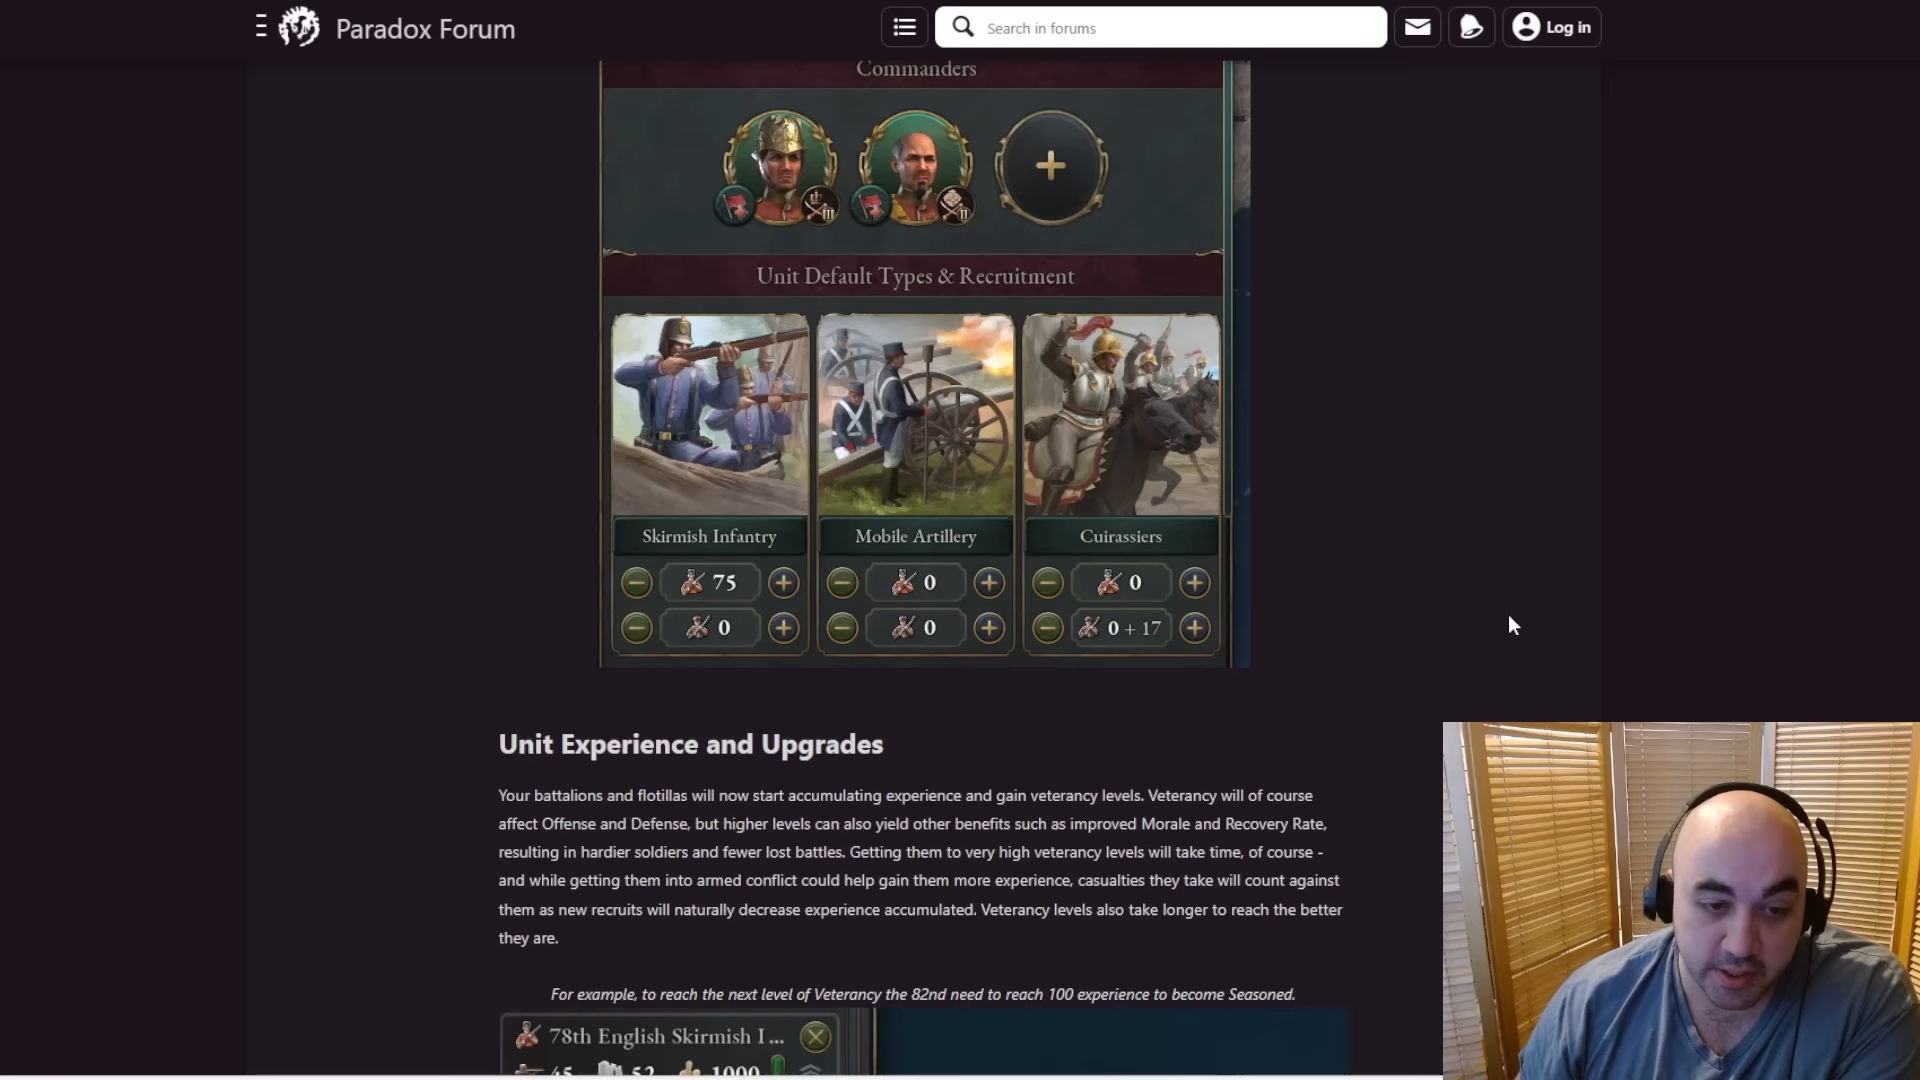 Paradox Forum
Search in forums
Log in
Commanders
III
II
Unit Default Types & Recruitment
Skirmish Infantry
Mobile Artillery
Cuirassiers
75
0
0
0
0
0 + 17
Unit Experience and Upgrades
Your battalions and flotillas will now start accumulating experience and gain veterancy levels. Veterancy will of course
affect Offense and Defense, but higher levels can also yield other benefits such as improved Morale and Recovery Rate,
resulting in hardier soldiers and fewer lost battles. Getting them to very high veterancy levels will take time, of course -
and while getting them into armed conflict could help gain them more experience, casualties they take will count against
them as new recruits will naturally decrease experience accumulated. Veterancy levels also take longer to reach the better
they are.
For example, to reach the next level of Veterancy the 82nd need to reach 100 experience to become Seasoned.
78th English Skirmish I...
45 52 1000